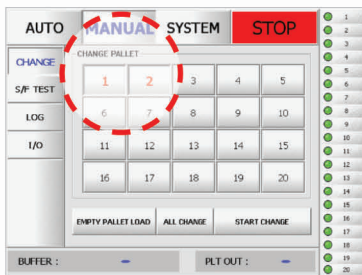 AUTO MANUAL SYSTEM STOP
CHANGE
S/F TEST
LOG
I/O
CHANGE PALLET
1 2 3 4 5
6 7 8 9 10
11 12 13 14 15
16 17 18 19 20
EMPTY PALLET LOAD ALL CHANGE START CHANGE
BUFFER : - PLT OUT : -
1
2
3
4
5
6
7
8
9
10
11
12
13
14
15
16
17
18
19
20